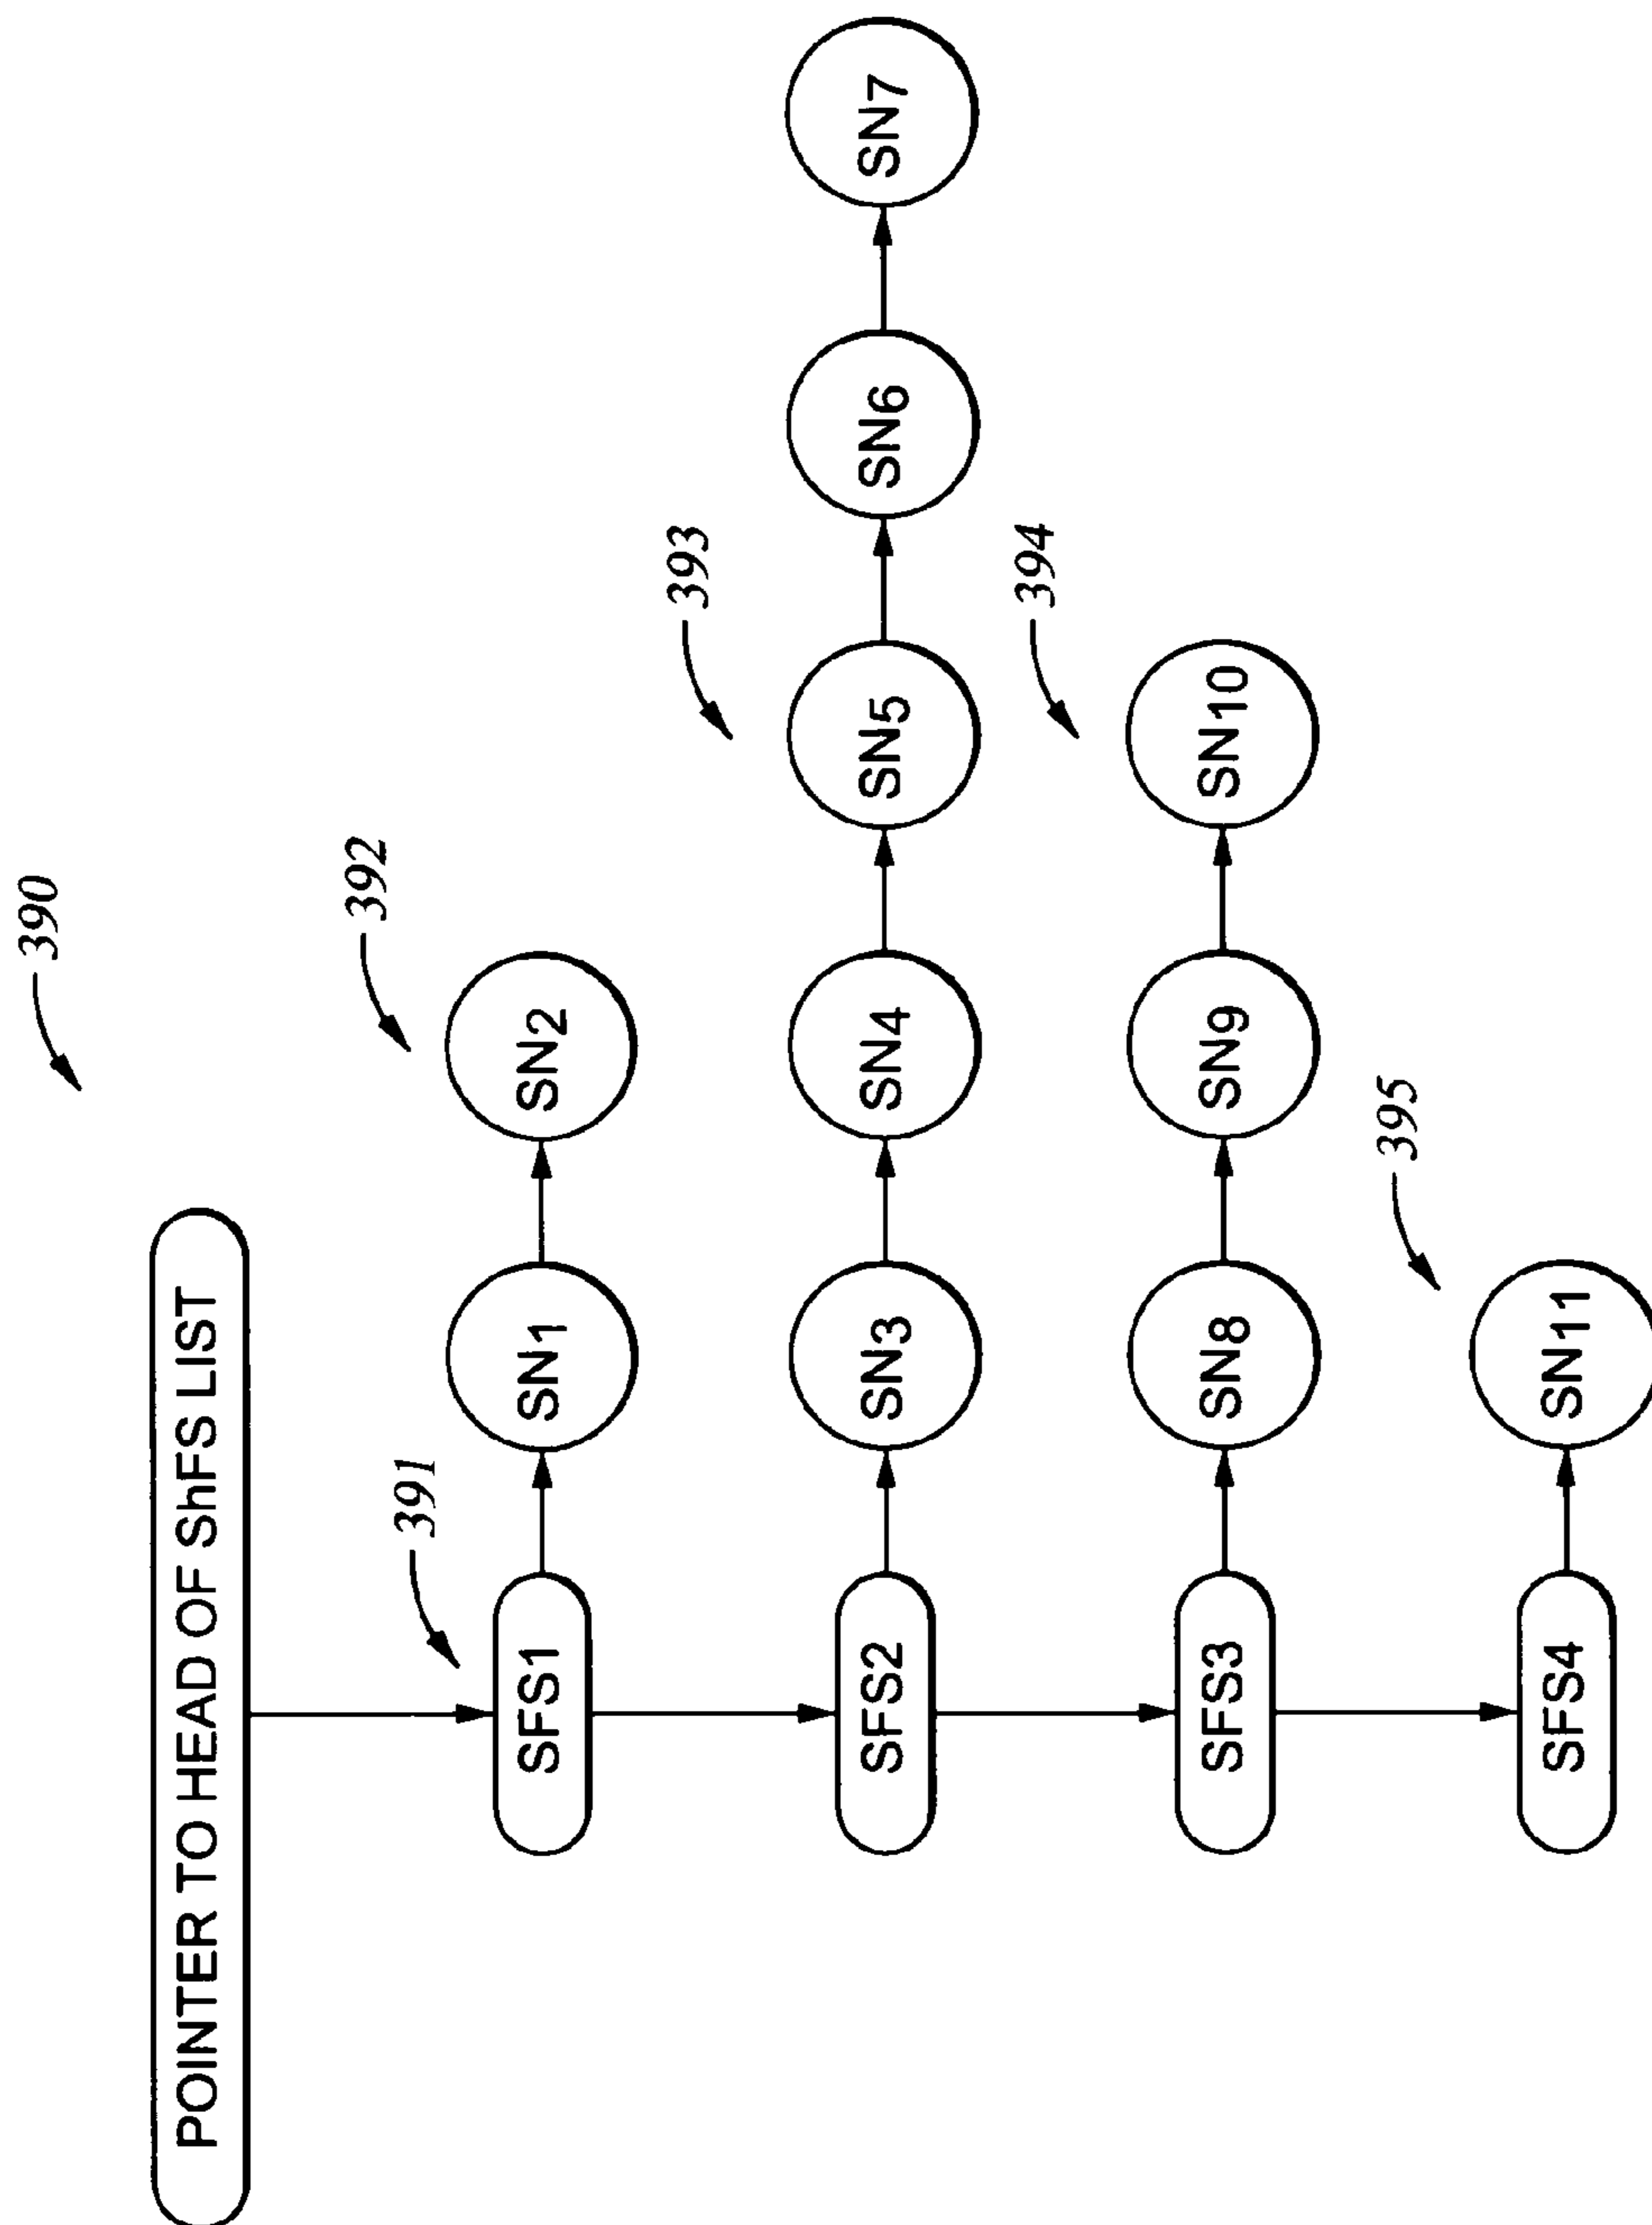 390
POINTER TO HEAD OF ShFS LIST
391
392
SFS1
SN1
SN2
393
SFS2
SN3
SN4
SN5
SN6
SN7
394
SFS3
SN8
SN9
SN10
395
SFS4
SN11